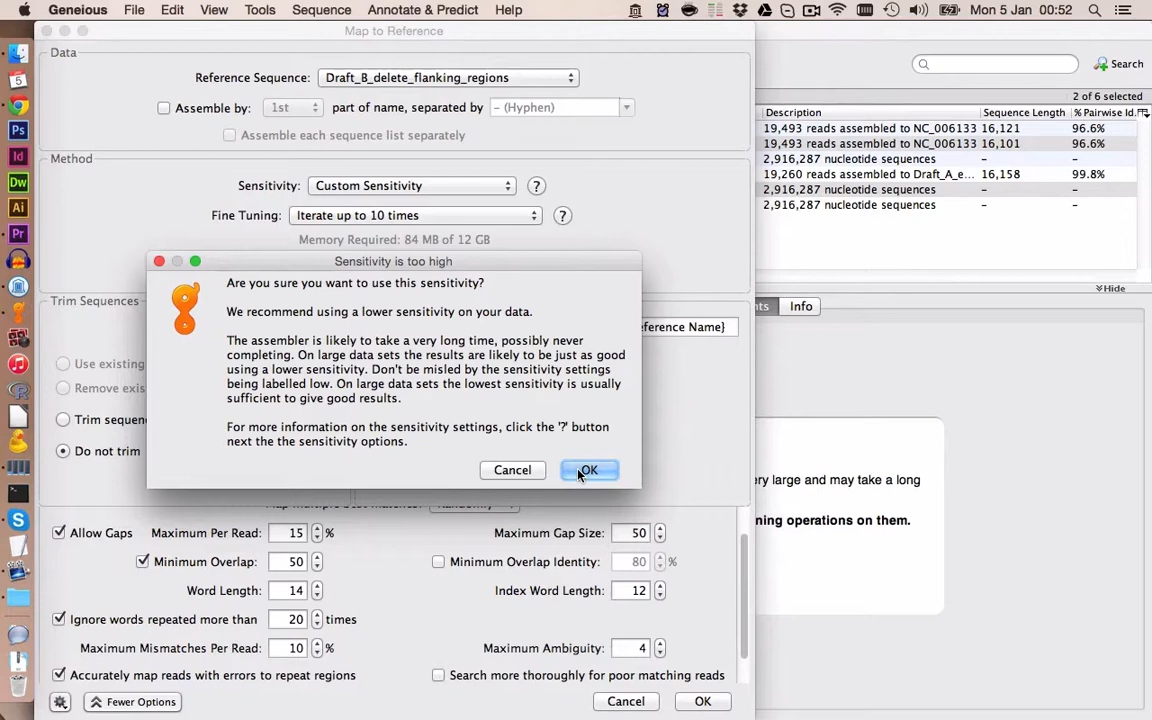 Geneious File Edit View Tools Sequence Annotate & Predict Help Mon 5 Jan 00:52
Map to Reference
Data
Reference Sequence: Draft_B_delete_flanking_regions
Search
Assemble by: 1st part of name, separated by - (Hyphen)
2 of 6 selected
Description Sequence Length % Pairwise Id.
Assemble each sequence list separately
19,493 reads assembled to NC_006133 16,121 96.6%
19,493 reads assembled to NC_006133 16,101 96.6%
Method
2,916,287 nucleotide sequences - -
19,260 reads assembled to Draft_A_e... 16,158 99.8%
Sensitivity: Custom Sensitivity ?
2,916,287 nucleotide sequences - -
2,916,287 nucleotide sequences - -
Fine Tuning: Iterate up to 10 times ?
Memory Required: 84 MB of 12 GB
Sensitivity is too high
Are you sure you want to use this sensitivity?
We recommend using a lower sensitivity on your data.
The assembler is likely to take a very long time, possibly never
completing. On large data sets the results are likely to be just as good
using a lower sensitivity. Don't be misled by the sensitivity settings
being labelled low. On large data sets the lowest sensitivity is usually
sufficient to give good results.
For more information on the sensitivity settings, click the '?' button
next the the sensitivity options.
Cancel OK
Hide
Trim Sequences
Info
eference Name}
Use existing
Remove exis
Trim sequen
Do not trim
ery large and may take a long
ning operations on them.
Allow Gaps Maximum Per Read: 15 % Maximum Gap Size: 50
Minimum Overlap: 50 Minimum Overlap Identity: 80 %
Word Length: 14 Index Word Length: 12
Ignore words repeated more than 20 times
Maximum Mismatches Per Read: 10 % Maximum Ambiguity: 4
Accurately map reads with errors to repeat regions Search more thoroughly for poor matching reads
Fewer Options Cancel OK